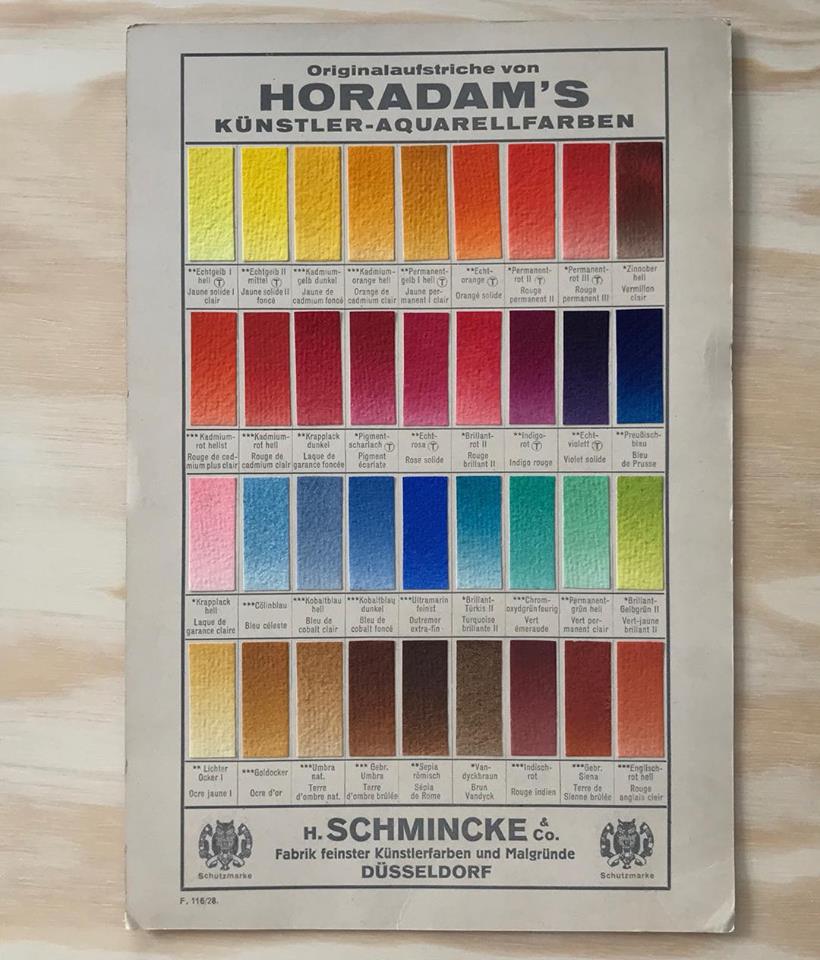 Originalaufstriche von
HORADAM'S
KÜNSTLER-AQUARELLFARBEN
**Echtgelb I
hell Ⓣ
Jaune solide I
clair
**Echtgelb II
mittel Ⓣ
Jaune solide II
foncé
***Kadmium-
gelb dunkel
Jaune de
cadmium foncé
***Kadmium-
orange hell
Orange de
cadmium clair
**Permanent-
gelb I hell Ⓣ
Jaune per-
manent I clair
**Echt-
orange Ⓣ
Orange solide
*Permanent-
rot II Ⓣ
Rouge
permanent II
*Permanent-
rot III Ⓣ
Rouge
permanent III
*Zinnober
hell
Vermillon
clair
***Kadmium-
rot hellst
Rouge de cad-
mium plus clair
***Kadmium-
rot hell
Rouge de
cadmium clair
**Krapplack
dunkel
Laque de
garance foncée
*Pigment-
scharlach Ⓣ
Pigment
écarlate
**Echt-
rosa Ⓣ
Rose solide
*Brillant-
rot II
Rouge
brillant II
**Indigo-
rot Ⓣ
Indigo rouge
**Echt-
violett Ⓣ
Violet solide
**Preußisch-
blau
Bleu
de Prusse
*Krapplack
hell
Laque de
garance claire
***Cölinblau
Bleu céleste
***Kobaltblau
hell
Bleu de
cobalt clair
***Kobaltblau
dunkel
Bleu de
cobalt foncé
***Ultramarin
feinst
Outremer
extra-fin
*Brillant-
Türkis II
Turquoise
brillante II
***Chrom-
oxydgrünfeurig
Vert
émeraude
**Permanent-
grün hell
Vert per-
manent clair
*Brillant-
Gelbgrün II
Vert-jaune
brillant II
** Lichter
Ocker I
Ocre jaune I
***Goldocker
Ocre d'or
***Umbra
nat.
Terre
d'ombre nat.
*** Gebr.
Umbra
Terre
d'ombre brûlée
**Sepia
römisch
Sépia
de Rome
*Van-
dyckbraun
Brun
Vandyck
***Indisch-
rot
Rouge indien
***Gebr.
Siena
Terre de
Sienne brûlée
***Englisch-
rot hell
Rouge
anglais clair
H. SCHMINCKE & Co.
Fabrik feinster Künstlerfarben und Malgründe
DÜSSELDORF
Schutzmarke
Schutzmarke
F. 116/28.